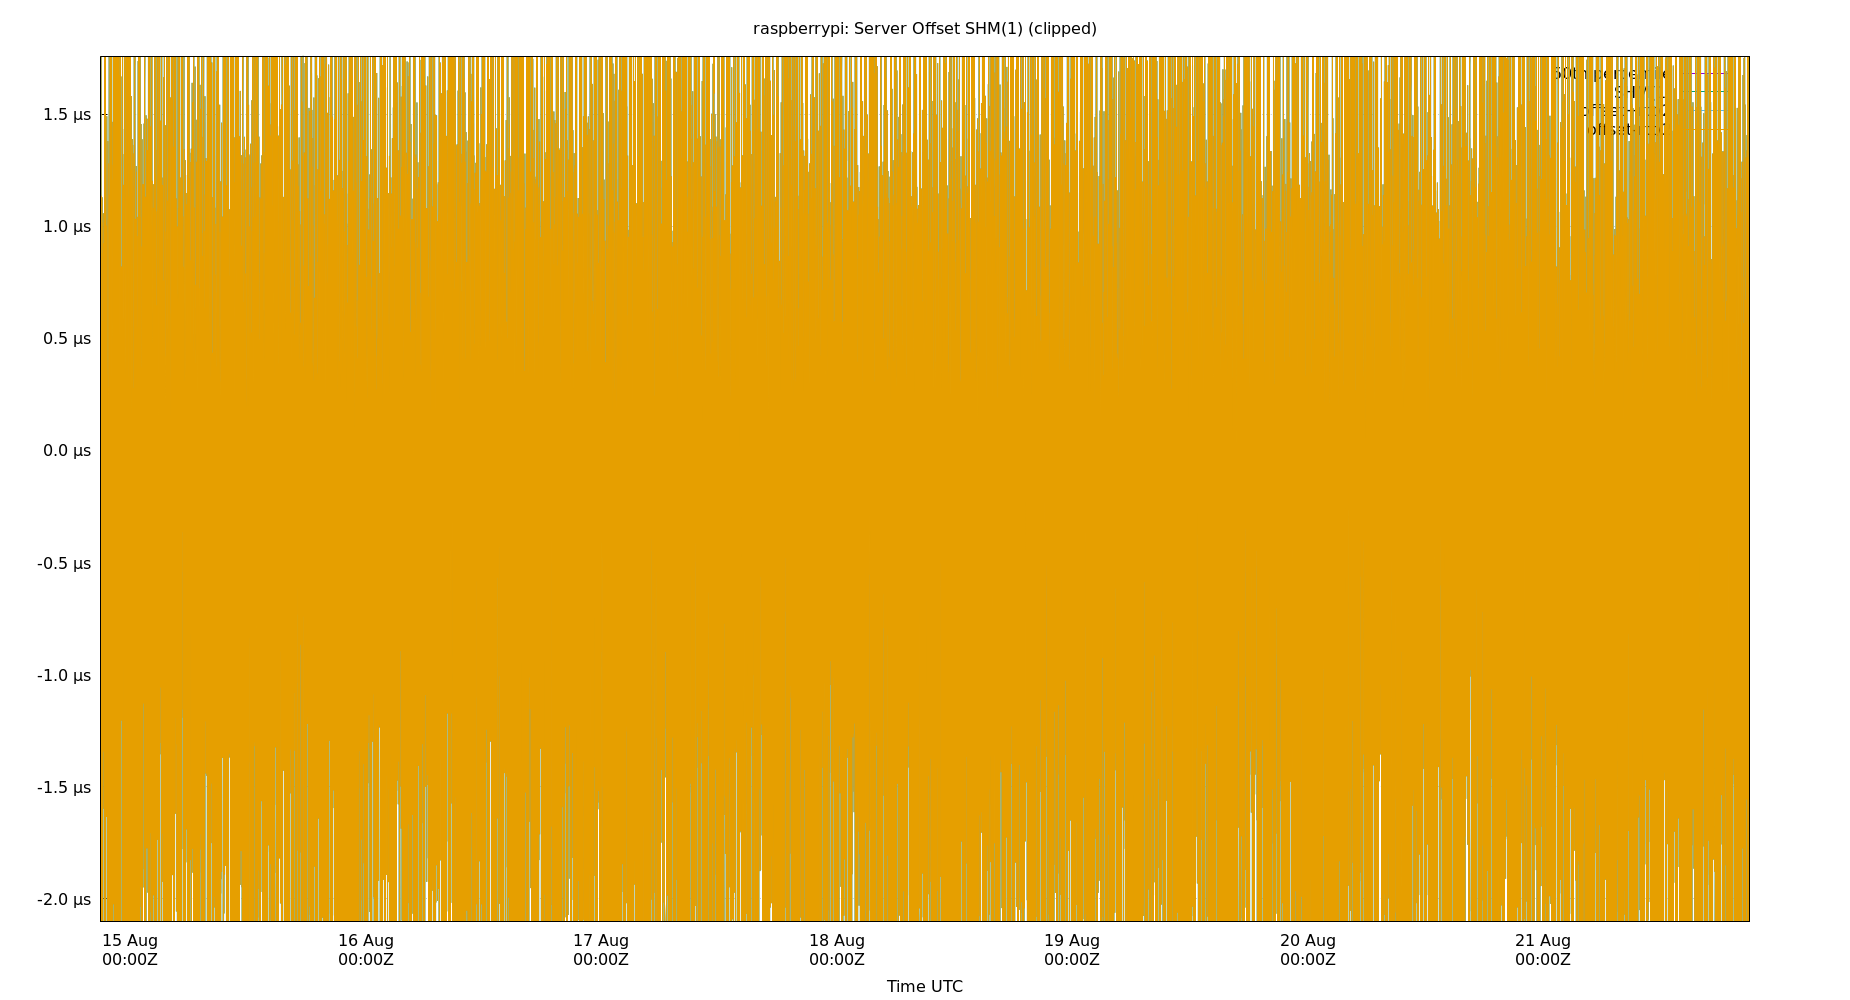 raspberrypi: Server Offset SHM(1) (clipped)
1.5 µs
1.0 µs
0.5 µs
0.0 µs
-0.5 µs
-1.0 µs
-1.5 µs
-2.0 µs
15 Aug 16 Aug 17 Aug 18 Aug 19 Aug 20 Aug 21 Aug
00:00Z 00:00Z 00:00Z 00:00Z 00:00Z 00:00Z 00:00Z
Time UTC